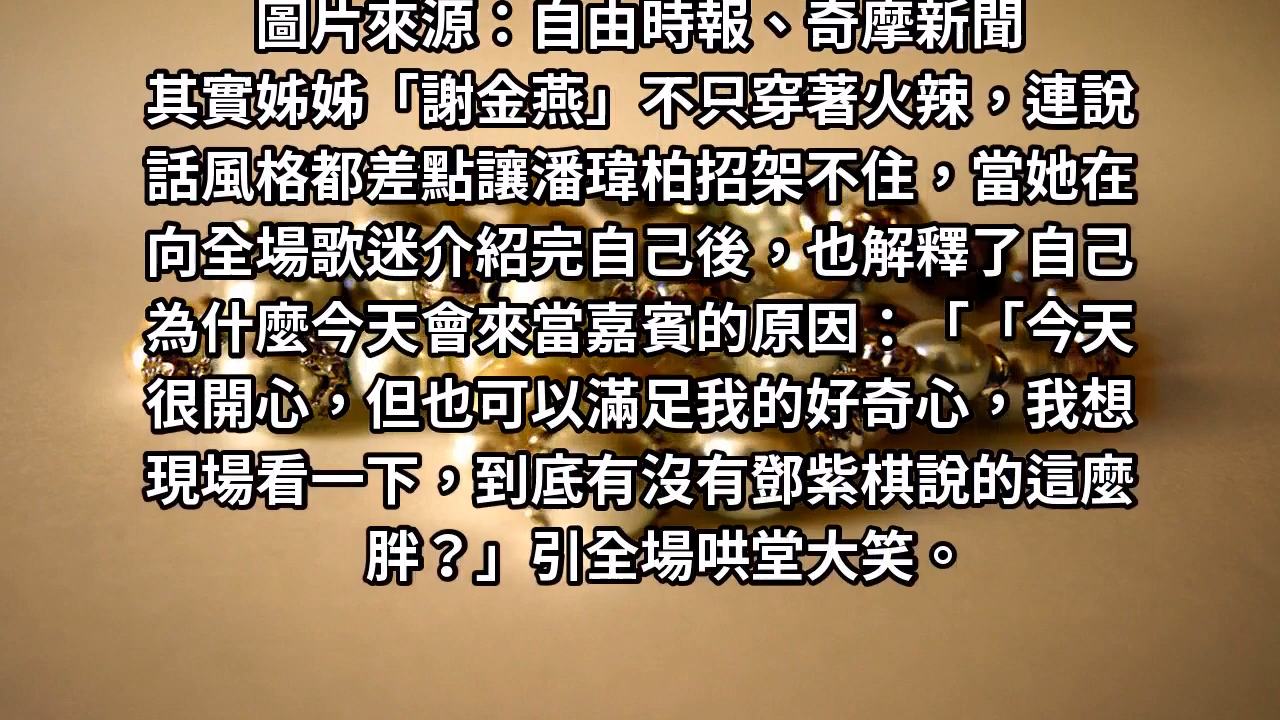 圖片來源：自由時報、奇摩新聞
其實姊姊「謝金燕」不只穿著火辣，連說
話風格都差點讓潘瑋柏招架不住，當她在
向全場歌迷介紹完自己後，也解釋了自己
為什麼今天會來當嘉賓的原因：「「今天
很開心，但也可以滿足我的好奇心，我想
現場看一下，到底有沒有鄧紫棋說的這麼
胖？」引全場哄堂大笑。